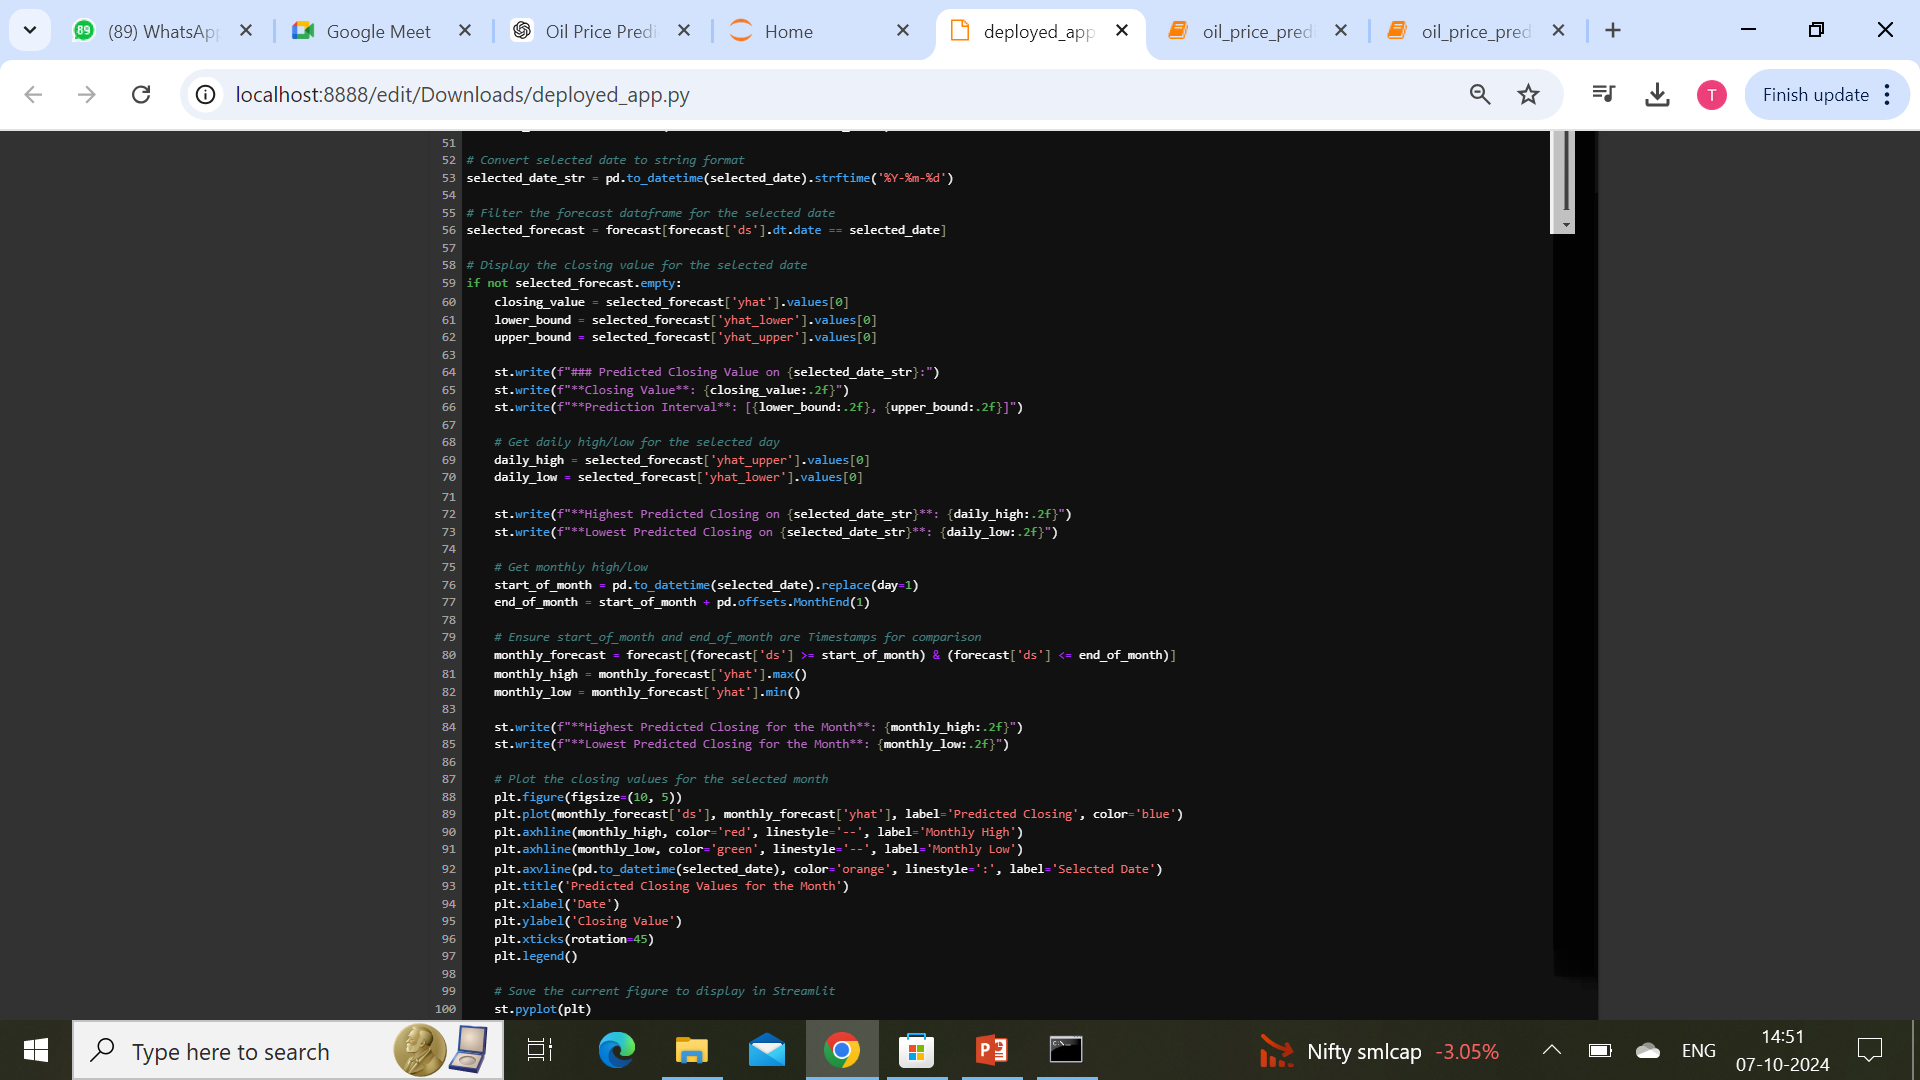 89
(89) WhatsApp
Google Meet
Oil Price Predi
Home
deployed_app
oil_price_pred
oil_price_pred
localhost:8888/edit/Downloads/deployed_app.py
T
Finish update
51
52 # Convert selected date to string format
53 selected_date_str = pd.to_datetime(selected_date).strftime('%Y-%m-%d')
54
55 # Filter the forecast dataframe for the selected date
56 selected_forecast = forecast[forecast['ds'].dt.date == selected_date]
57
58 # Display the closing value for the selected date
59 if not selected_forecast.empty:
60     closing_value = selected_forecast['yhat'].values[0]
61     lower_bound = selected_forecast['yhat_lower'].values[0]
62     upper_bound = selected_forecast['yhat_upper'].values[0]
63
64     st.write(f"### Predicted Closing Value on {selected_date_str}:")
65     st.write(f"**Closing Value**: {closing_value:.2f}")
66     st.write(f"**Prediction Interval**: [{lower_bound:.2f}, {upper_bound:.2f}]")
67
68     # Get daily high/low for the selected day
69     daily_high = selected_forecast['yhat_upper'].values[0]
70     daily_low = selected_forecast['yhat_lower'].values[0]
71
72     st.write(f"**Highest Predicted Closing on {selected_date_str}**: {daily_high:.2f}")
73     st.write(f"**Lowest Predicted Closing on {selected_date_str}**: {daily_low:.2f}")
74
75     # Get monthly high/low
76     start_of_month = pd.to_datetime(selected_date).replace(day=1)
77     end_of_month = start_of_month + pd.offsets.MonthEnd(1)
78
79     # Ensure start_of_month and end_of_month are Timestamps for comparison
80     monthly_forecast = forecast[(forecast['ds'] >= start_of_month) & (forecast['ds'] <= end_of_month)]
81     monthly_high = monthly_forecast['yhat'].max()
82     monthly_low = monthly_forecast['yhat'].min()
83
84     st.write(f"**Highest Predicted Closing for the Month**: {monthly_high:.2f}")
85     st.write(f"**Lowest Predicted Closing for the Month**: {monthly_low:.2f}")
86
87     # Plot the closing values for the selected month
88     plt.figure(figsize=(10, 5))
89     plt.plot(monthly_forecast['ds'], monthly_forecast['yhat'], label='Predicted Closing', color='blue')
90     plt.axhline(monthly_high, color='red', linestyle='--', label='Monthly High')
91     plt.axhline(monthly_low, color='green', linestyle='--', label='Monthly Low')
92     plt.axvline(pd.to_datetime(selected_date), color='orange', linestyle=':', label='Selected Date')
93     plt.title('Predicted Closing Values for the Month')
94     plt.xlabel('Date')
95     plt.ylabel('Closing Value')
96     plt.xticks(rotation=45)
97     plt.legend()
98
99     # Save the current figure to display in Streamlit
100     st.pyplot(plt)
Type here to search
Nifty smlcap -3.05%
ENG
14:51
07-10-2024